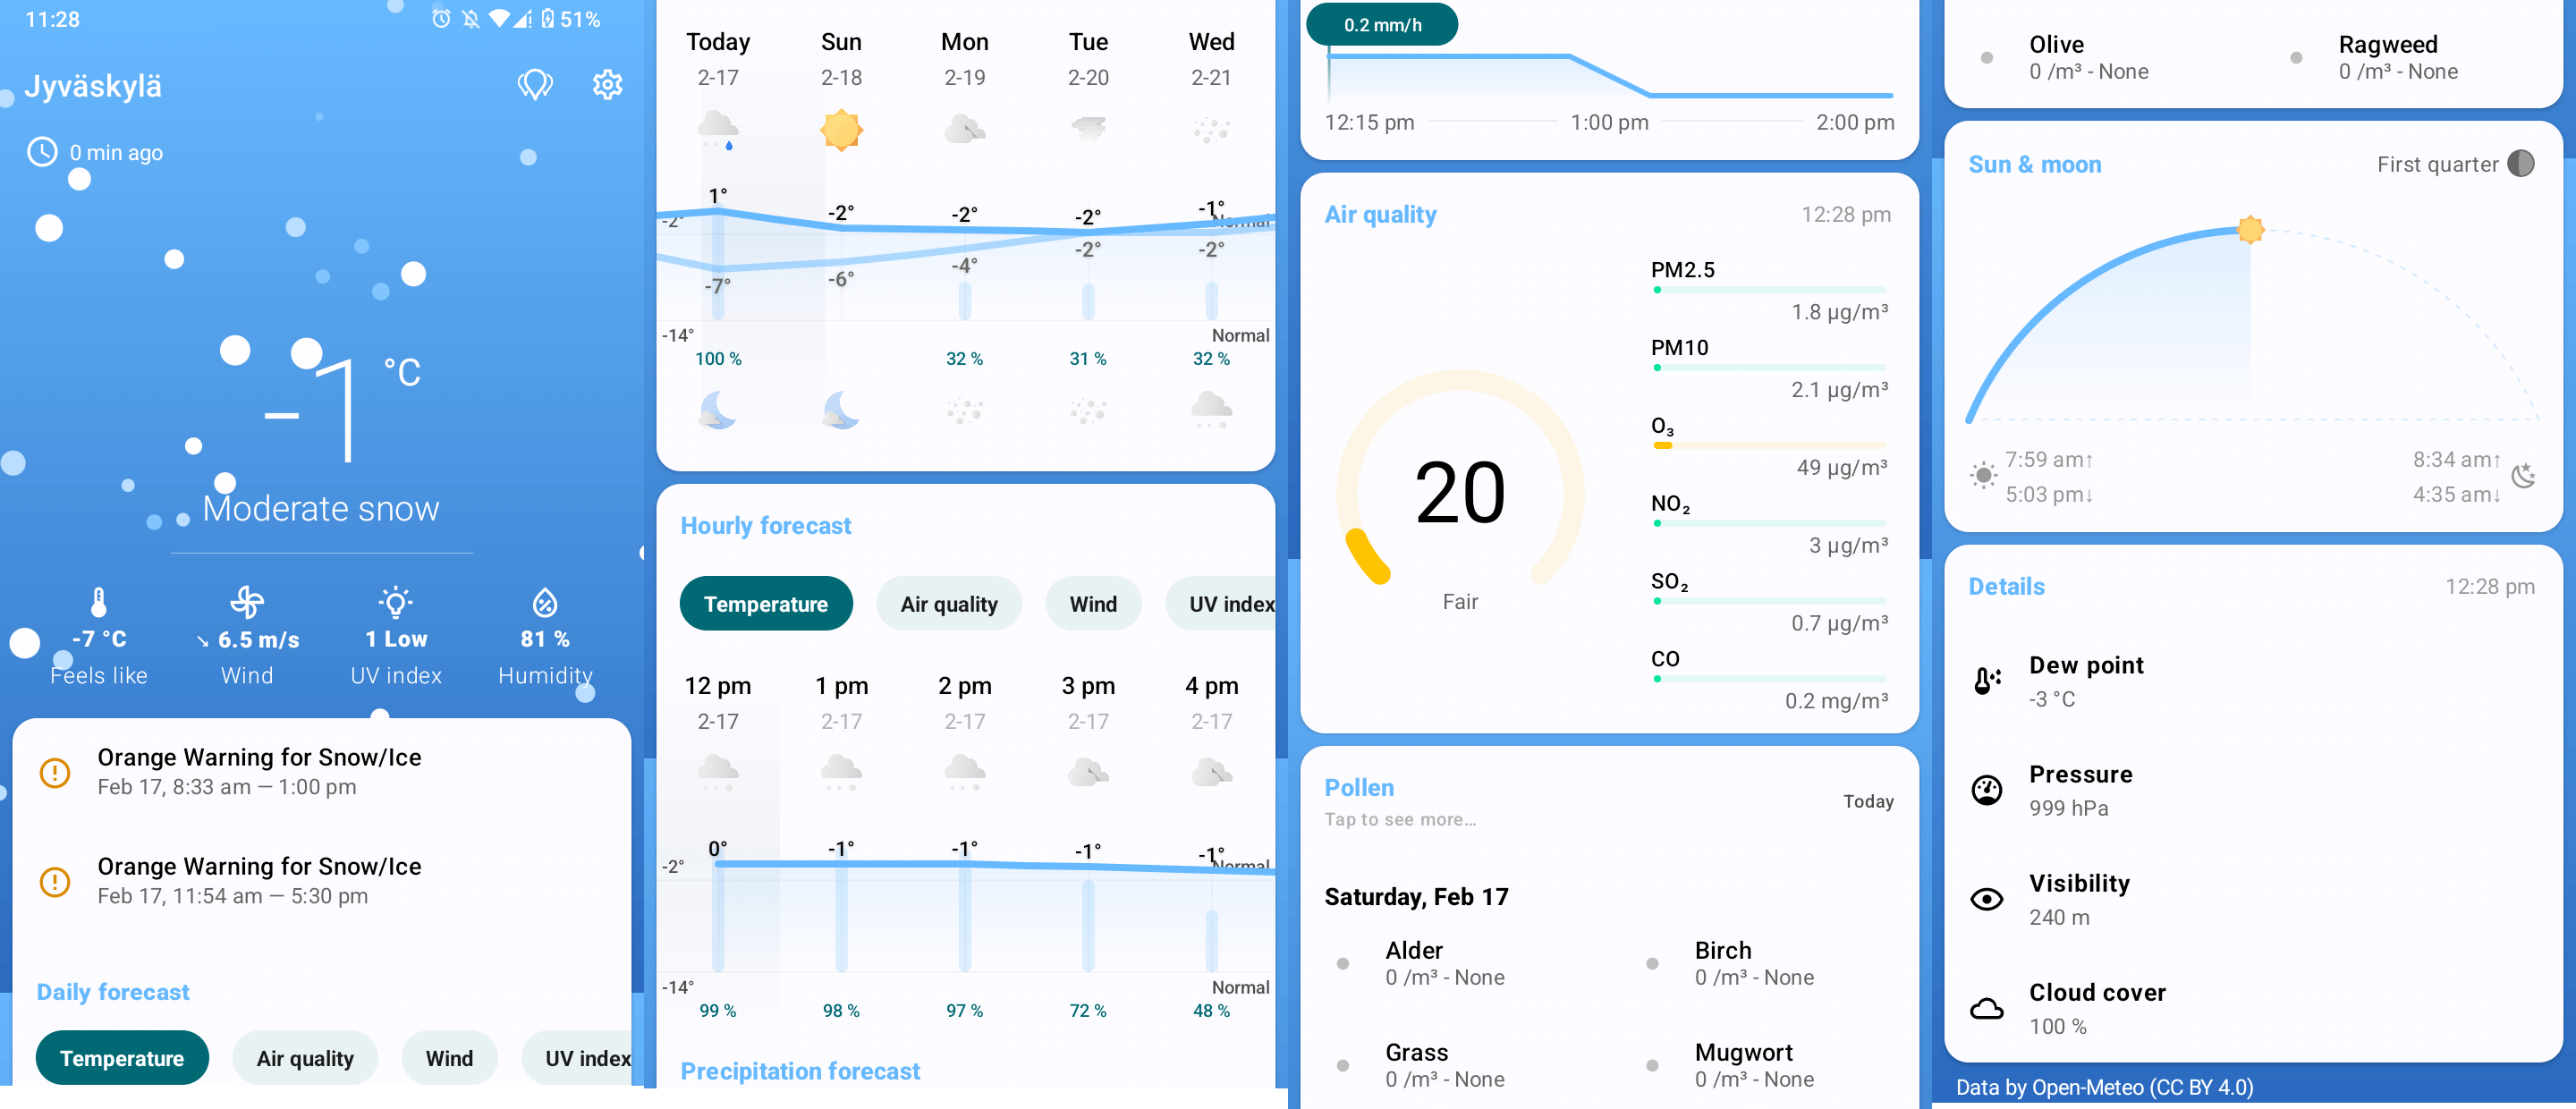 11:28
51%
Jyväskylä
0 min ago
-1 °C
Moderate snow
-7 °C ↘ 6.5 m/s 1 Low 81 %
Feels like Wind UV index Humidity
Orange Warning for Snow/Ice
Feb 17, 8:33 am — 1:00 pm
Orange Warning for Snow/Ice
Feb 17, 11:54 am — 5:30 pm
Daily forecast
Temperature Air quality Wind UV index
Today Sun Mon Tue Wed
2-17 2-18 2-19 2-20 2-21
1° -2° -2° -2° -1°
-2° Normal
-7° -6° -4° -2° -2°
-14° Normal
100 % 32 % 31 % 32 %
Hourly forecast
Temperature Air quality Wind UV index
12 pm 1 pm 2 pm 3 pm 4 pm
2-17 2-17 2-17 2-17 2-17
0° -1° -1° -1° -1°
-2° Normal
-14° Normal
99 % 98 % 97 % 72 % 48 %
Precipitation forecast
0.2 mm/h
12:15 pm 1:00 pm 2:00 pm
Air quality 12:28 pm
20
Fair
PM2.5
1.8 µg/m³
PM10
2.1 µg/m³
O₃
49 µg/m³
NO₂
3 µg/m³
SO₂
0.7 µg/m³
CO
0.2 mg/m³
Pollen Today
Tap to see more…
Saturday, Feb 17
Alder Birch
0 /m³ - None 0 /m³ - None
Grass Mugwort
0 /m³ - None 0 /m³ - None
Olive Ragweed
0 /m³ - None 0 /m³ - None
Sun & moon First quarter
7:59 am↑ 8:34 am↑
5:03 pm↓ 4:35 am↓
Details 12:28 pm
Dew point
-3 °C
Pressure
999 hPa
Visibility
240 m
Cloud cover
100 %
Data by Open-Meteo (CC BY 4.0)